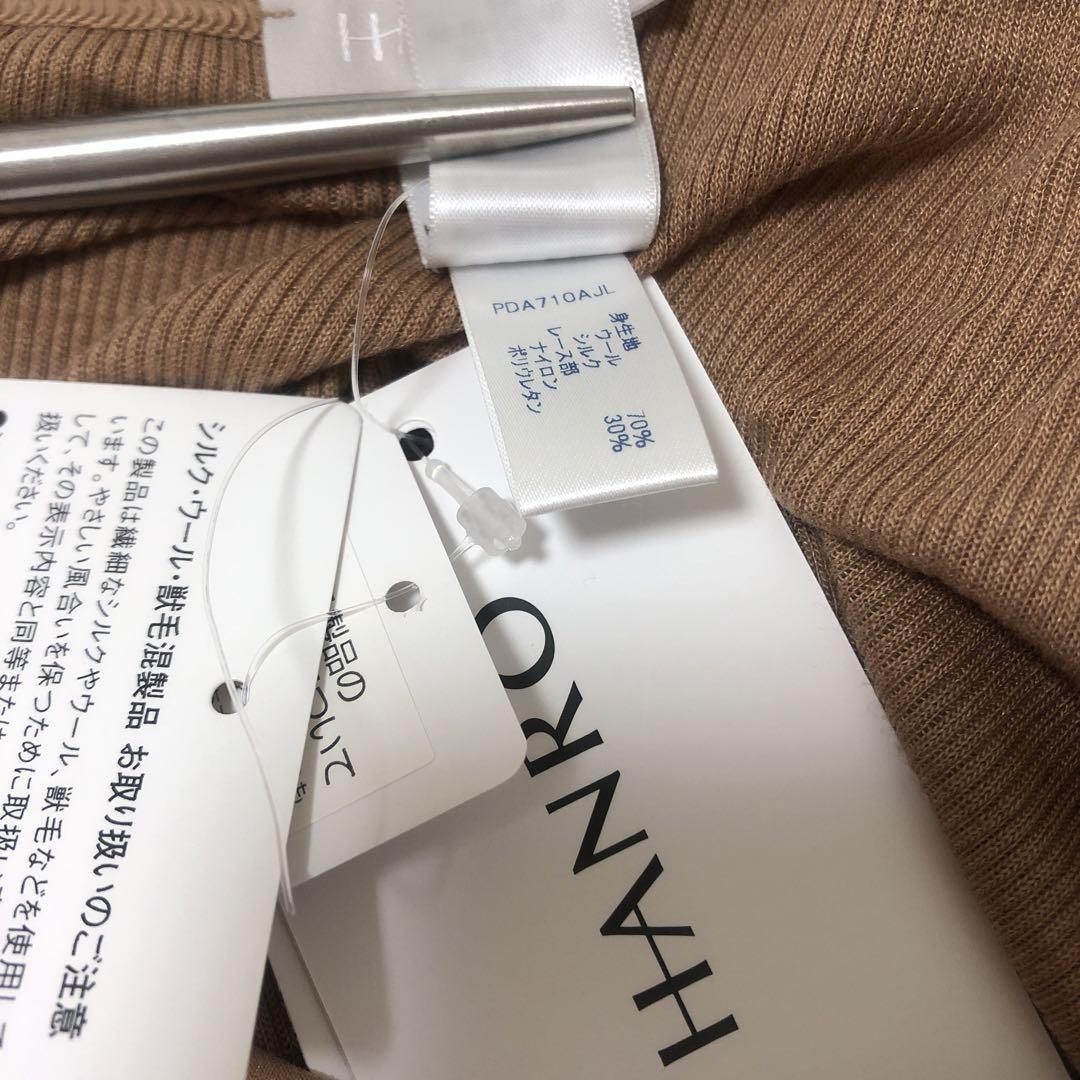 H
PDA710AJL
身生地
ウール 70%
シルク 30%
レース部
ナイロン
ポリウレタン
HANRO
製品の
ついて
シルク・ウール・獣毛混製品 お取り扱いのご注意
この製品は繊細なシルクやウール、獣毛などを使用して
います。やさしい風合いを保つために取扱い
して、その表示内容と同等または
扱いください。